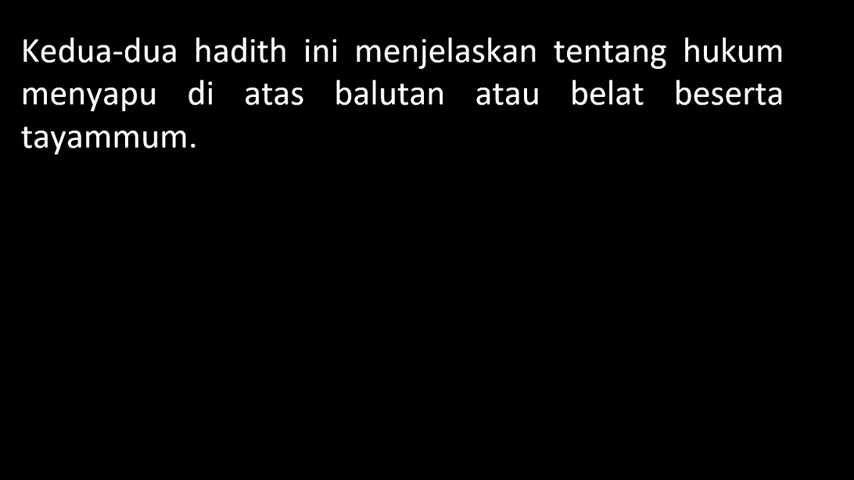 Kedua-dua hadith ini menjelaskan tentang hukum
menyapu di atas balutan atau belat beserta
tayammum.